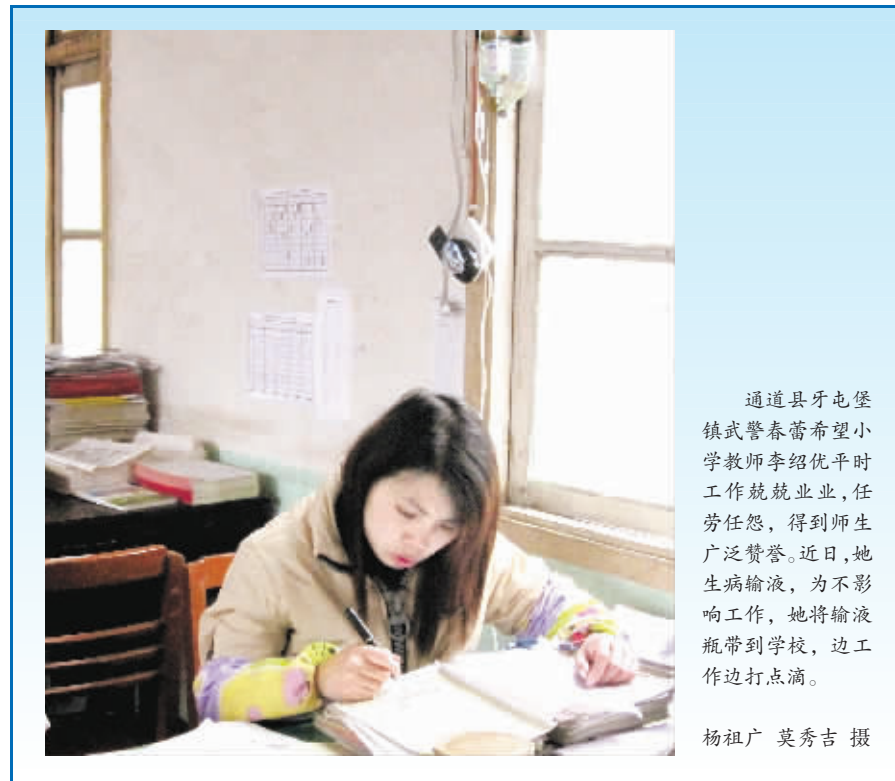 通道县牙屯堡
镇武警春蕾希望小
学教师李绍优平时
工作兢兢业业,任
劳任怨，得到师生
广泛赞誉。近日,她
生病输液，为不影
响工作，她将输液
瓶带到学校，边工
作边打点滴。
杨祖广 莫秀吉 摄